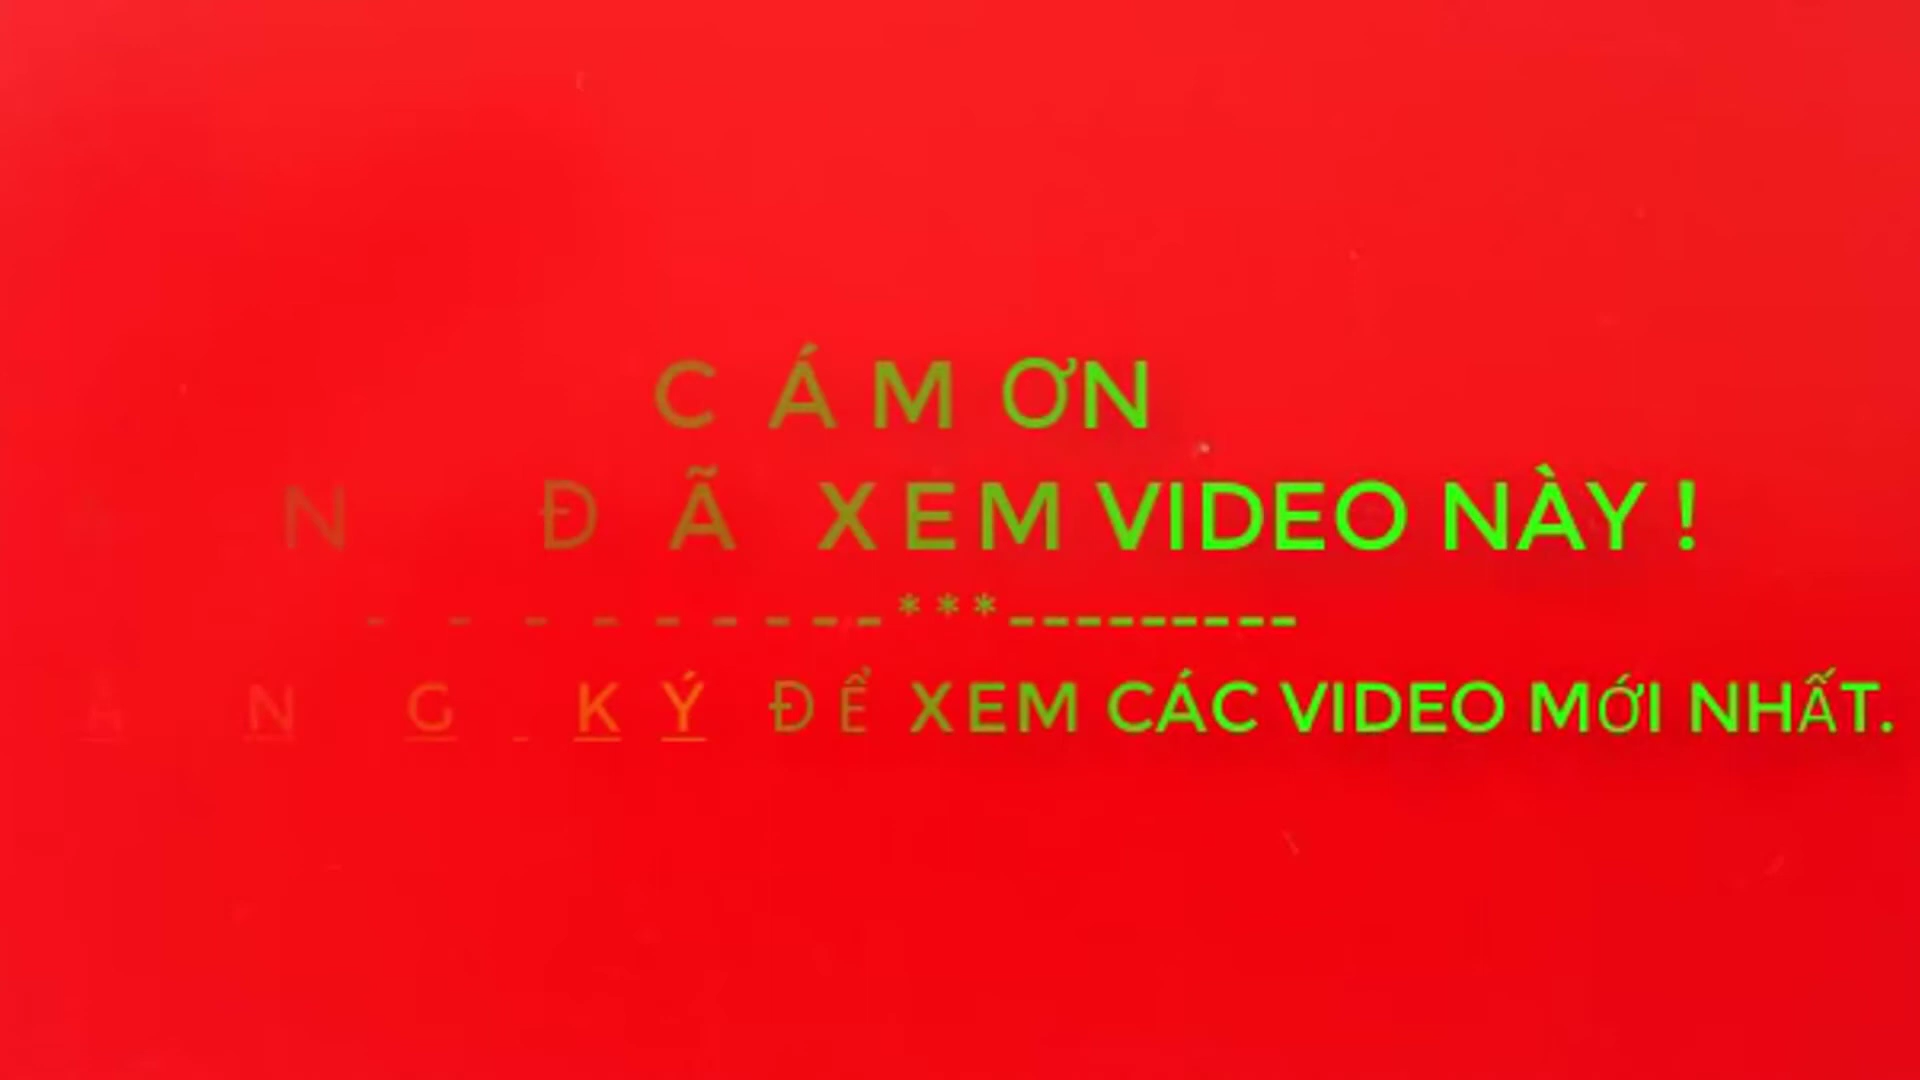 CÁM ƠN
ĐÃ XEM VIDEO NÀY !
---------***---------
KÝ ĐỂ XEM CÁC VIDEO MỚI NHẤT.